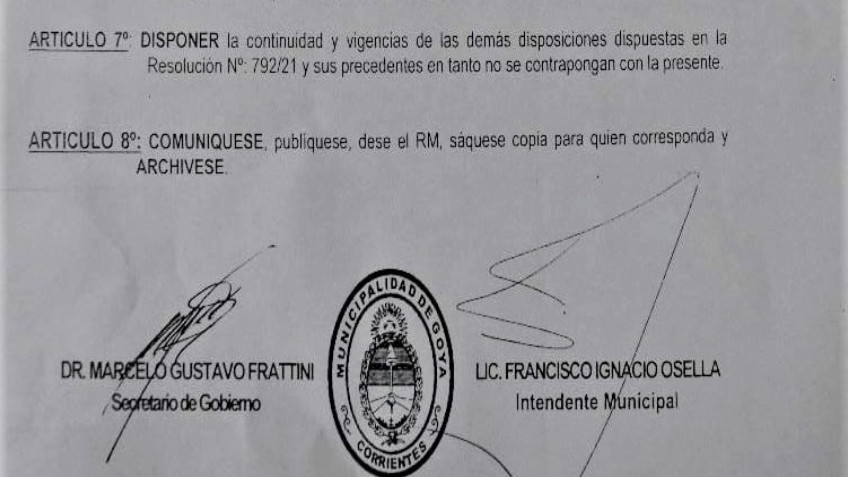 ARTICULO 7º: DISPONER la continuidad y vigencias de las demás disposiciones dispuestas en la
Resolución Nº: 792/21 y sus precedentes en tanto no se contrapongan con la presente.
ARTICULO 8º: COMUNIQUESE, publíquese, dese el RM, sáquese copia para quien corresponda y
ARCHIVESE.
MUNICIPALIDAD DE GOYA
CORRIENTES
DR. MARCELO GUSTAVO FRATTINI
Secretario de Gobierno
LIC. FRANCISCO IGNACIO OSELLA
Intendente Municipal